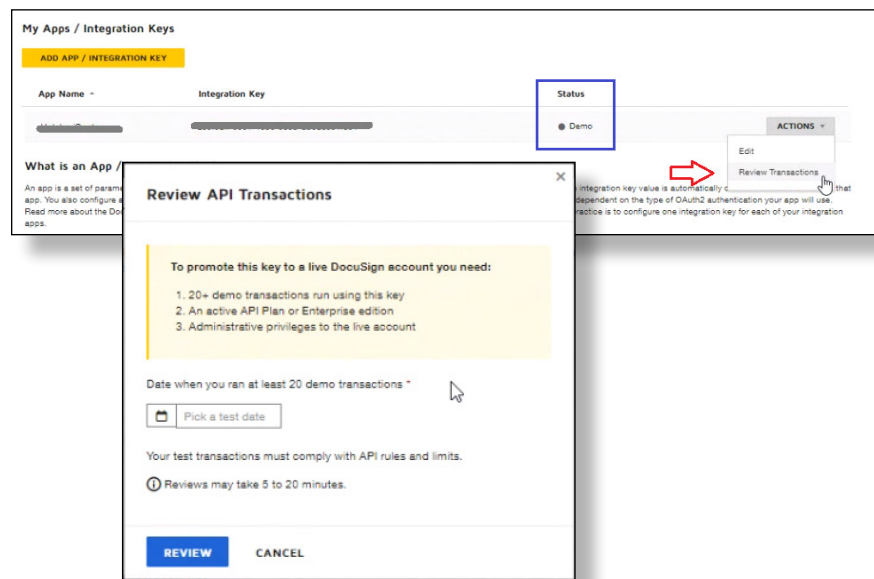 My Apps / Integration Keys
ADD APP / INTEGRATION KEY
App Name
Integration Key
Status
Demo
ACTIONS
Edit
Review Transactions
What is an App /
An app is a set of parame
integration key value is automatically
that
app. You also configure a
dependent on the type of OAuth2 authentication your app will use.
Read more about the Doc
ractice is to configure one integration key for each of your integration
apps.
Review API Transactions
To promote this key to a live DocuSign account you need:
1. 20+ demo transactions run using this key
2. An active API Plan or Enterprise edition
3. Administrative privileges to the live account
Date when you ran at least 20 demo transactions *
Pick a test date
Your test transactions must comply with API rules and limits.
Reviews may take 5 to 20 minutes.
REVIEW CANCEL